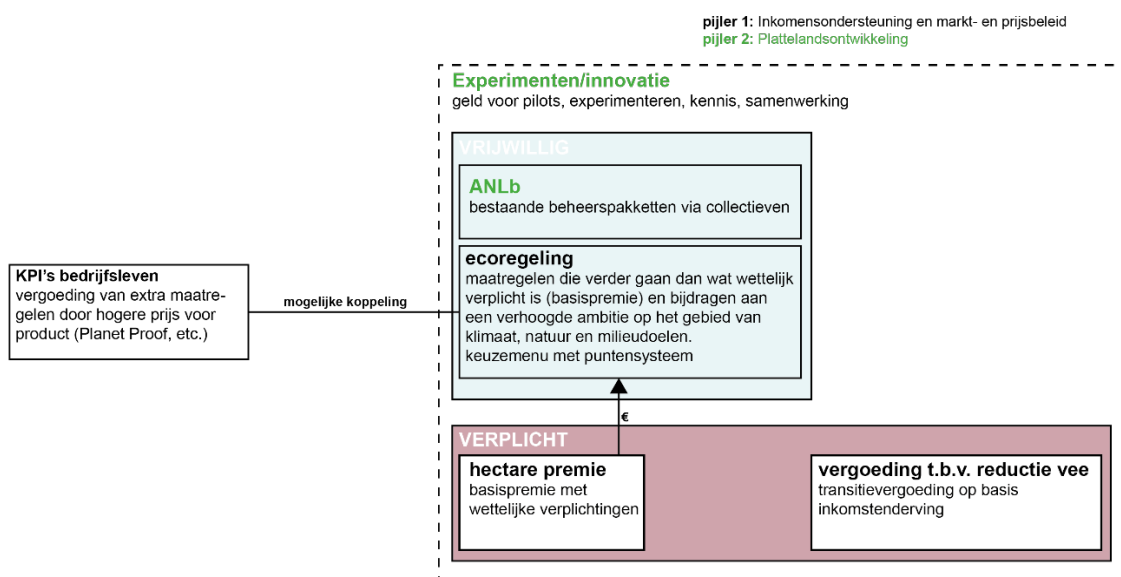 pijler 1: Inkomensondersteuning en markt- en prijsbeleid
pijler 2: Plattelandsontwikkeling
Experimenten/innovatie
geld voor pilots, experimenteren, kennis, samenwerking
VRIJWILLIG
ANLb
bestaande beheerspakketten via collectieven
ecoregeling
maatregelen die verder gaan dan wat wettelijk
verplicht is (basispremie) en bijdragen aan
een verhoogde ambitie op het gebied van
klimaat, natuur en milieudoelen.
keuzemenu met puntensysteem
KPI's bedrijfsleven
vergoeding van extra maatre-
gelen door hogere prijs voor
product (Planet Proof, etc.)
mogelijke koppeling
€
VERPLICHT
hectare premie
basispremie met
wettelijke verplichtingen
vergoeding t.b.v. reductie vee
transitievergoeding op basis
inkomstenderving